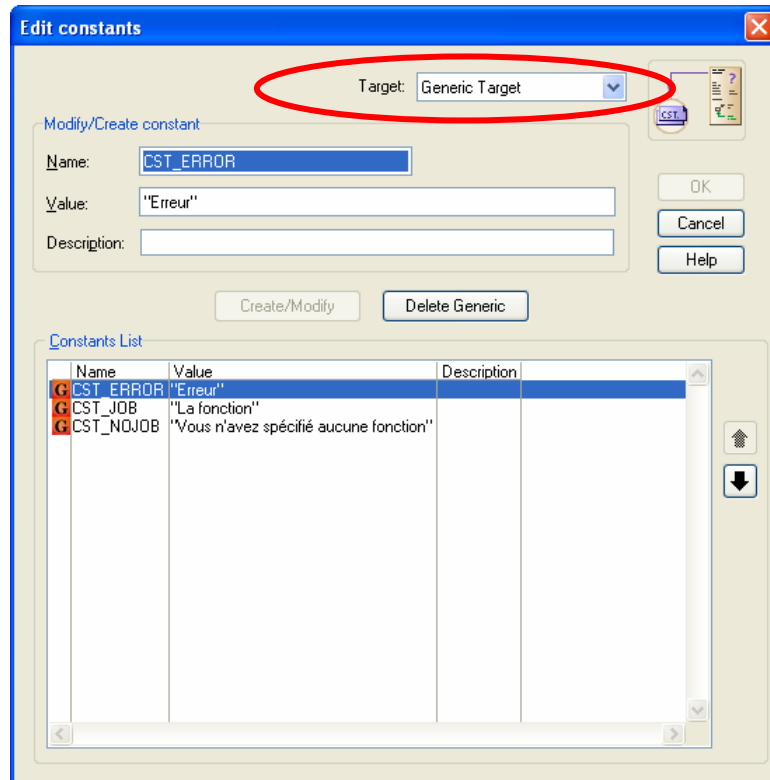 Edit constants
Target: Generic Target
CST
Modify/Create constant
Name: CST_ERROR
Value: "Erreur"
Description:
OK
Cancel
Help
Create/Modify Delete Generic
Constants List
Name Value Description
G CST_ERROR "Erreur"
G CST_JOB "La fonction"
G CST_NOJOB "Vous n'avez spécifié aucune fonction"